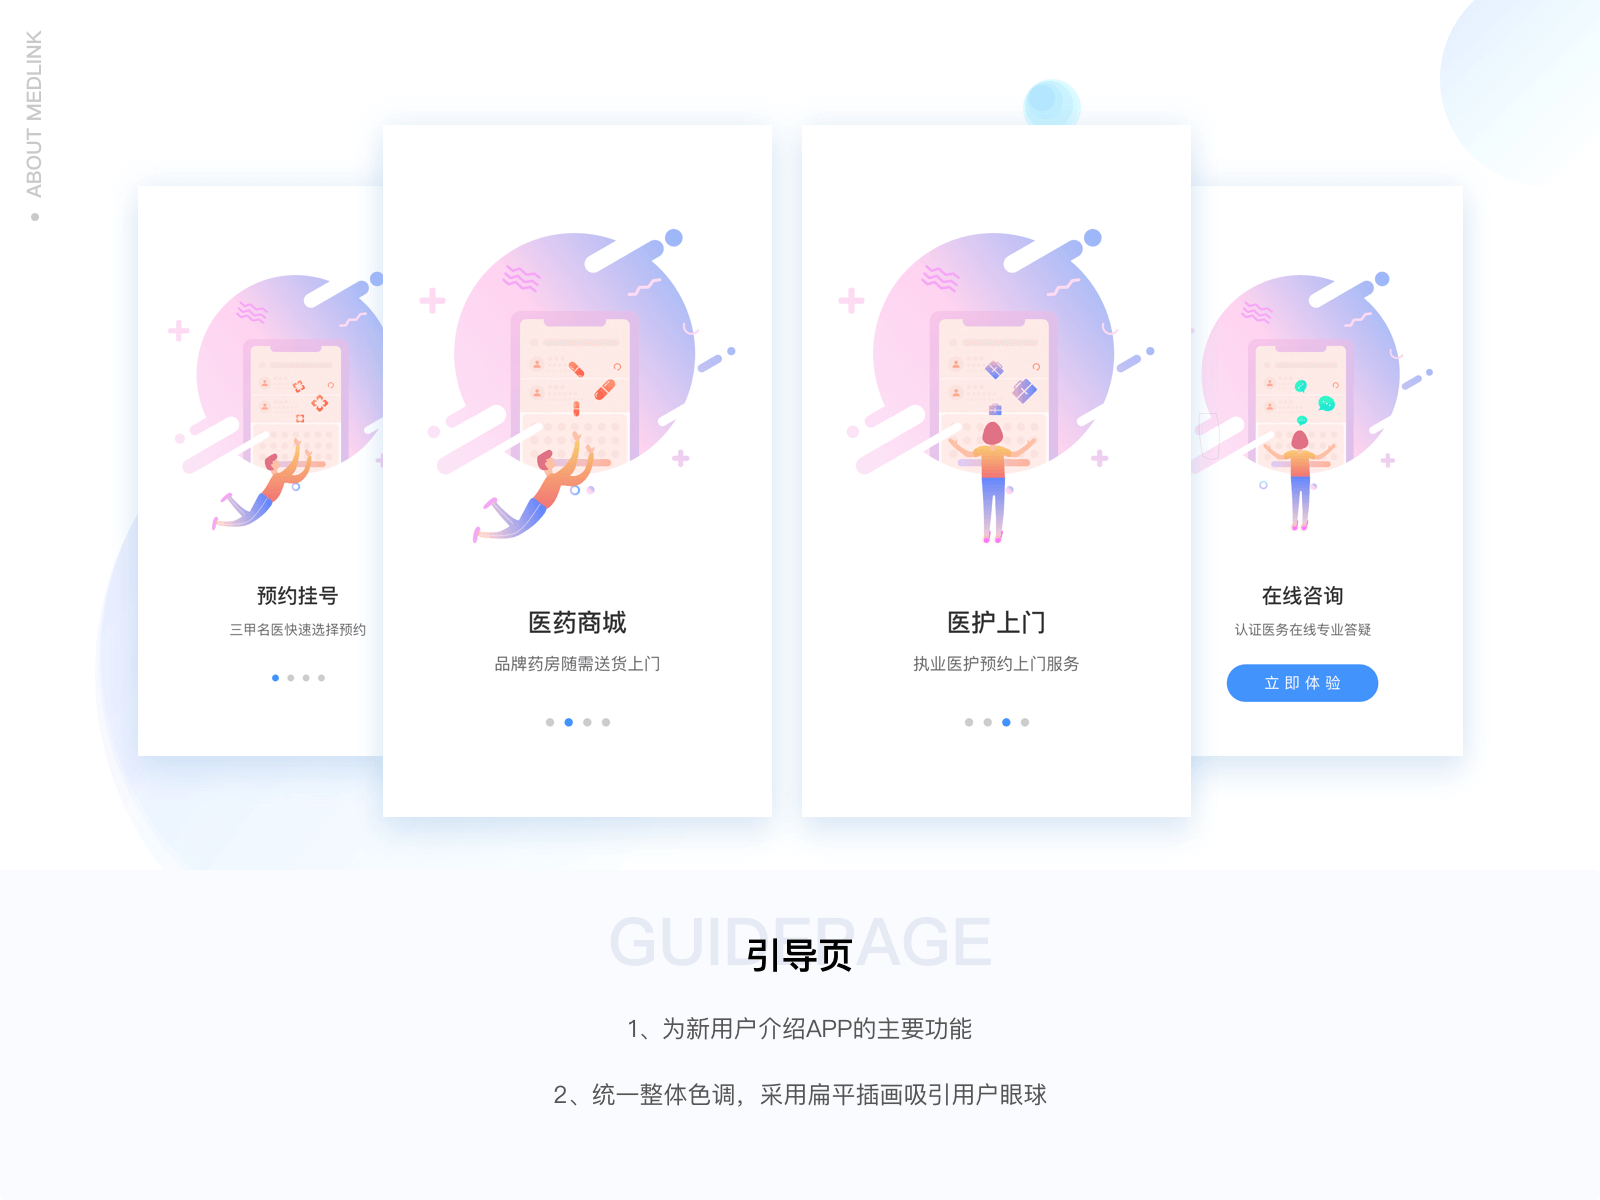 ABOUT MEDLINK
预约挂号
三甲名医快速选择预约
医药商城
品牌药房随需送货上门
医护上门
执业医护预约上门服务
在线咨询
认证医务在线专业答疑
立即体验
GUIDEPAGE
引导页
1、为新用户介绍APP的主要功能
2、统一整体色调，采用扁平插画吸引用户眼球